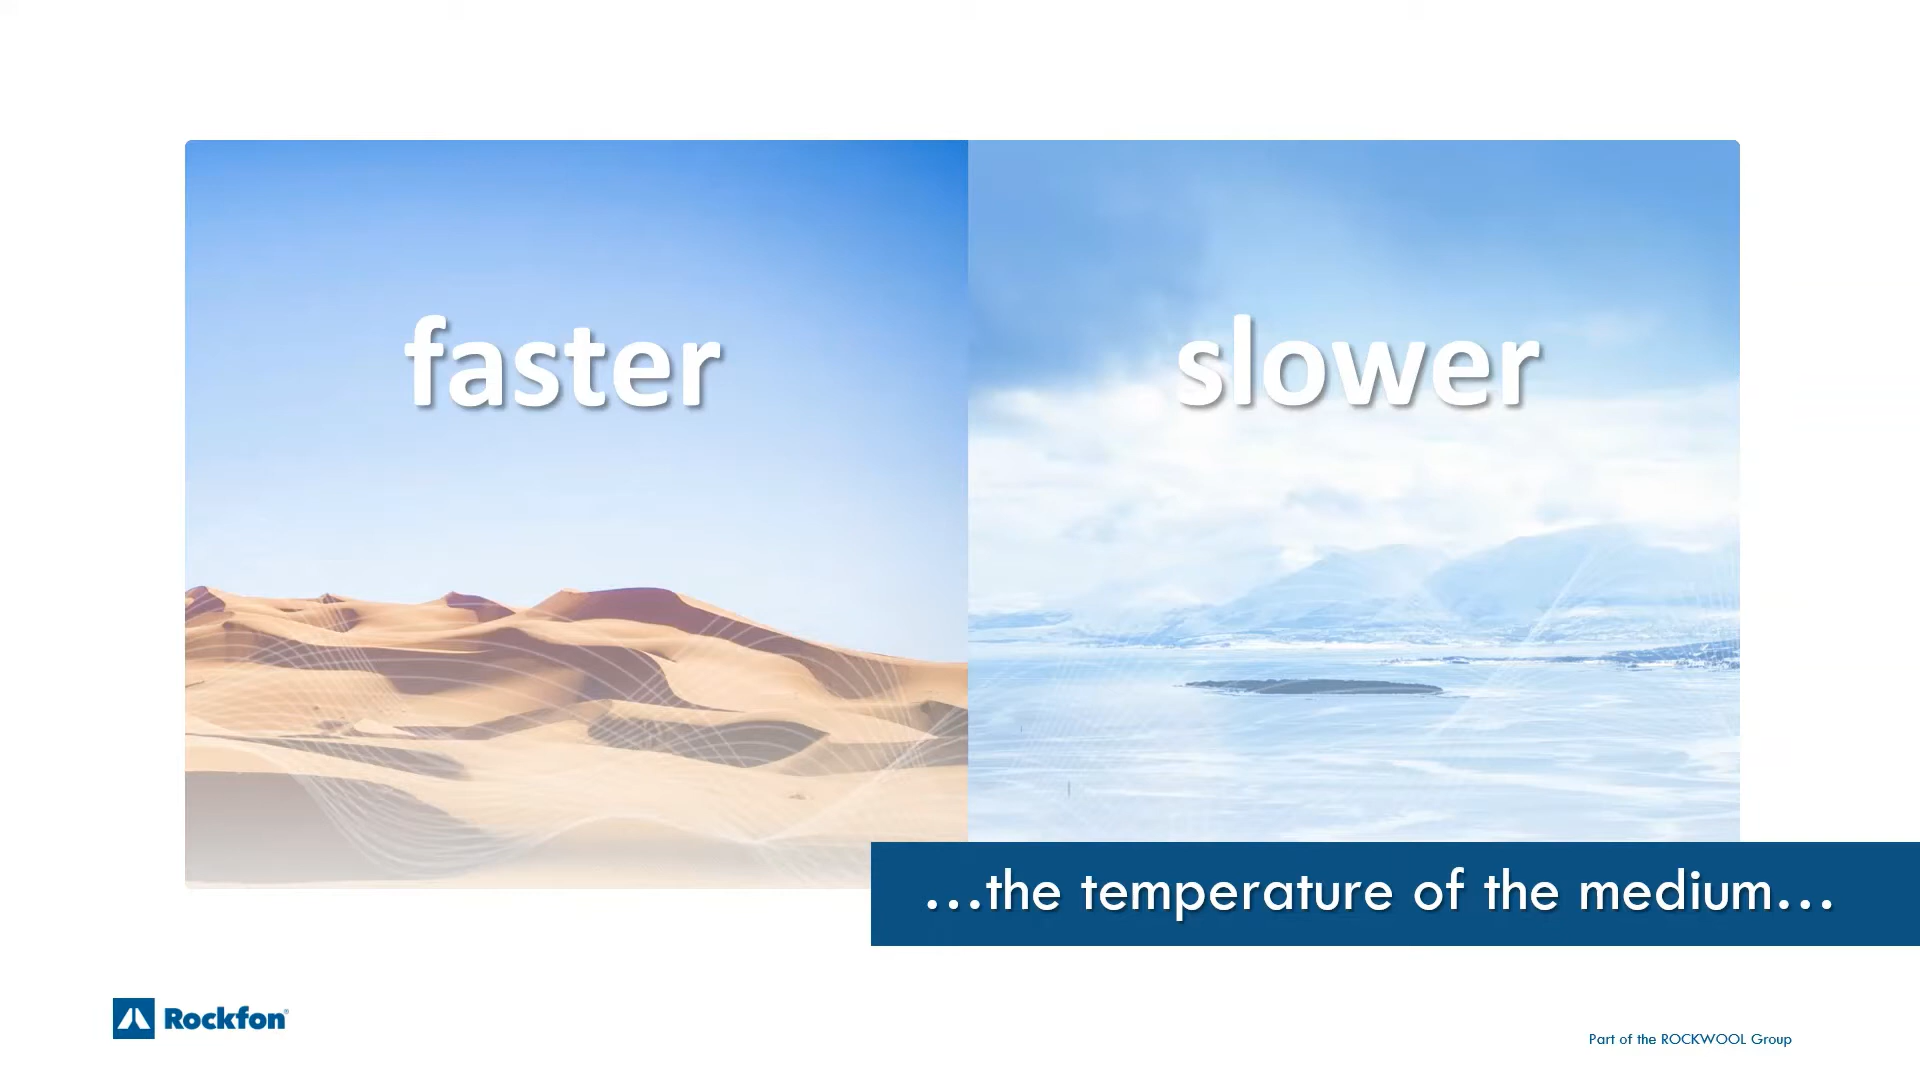 faster
slower
...the temperature of the medium...
Rockfon®
Part of the ROCKWOOL Group